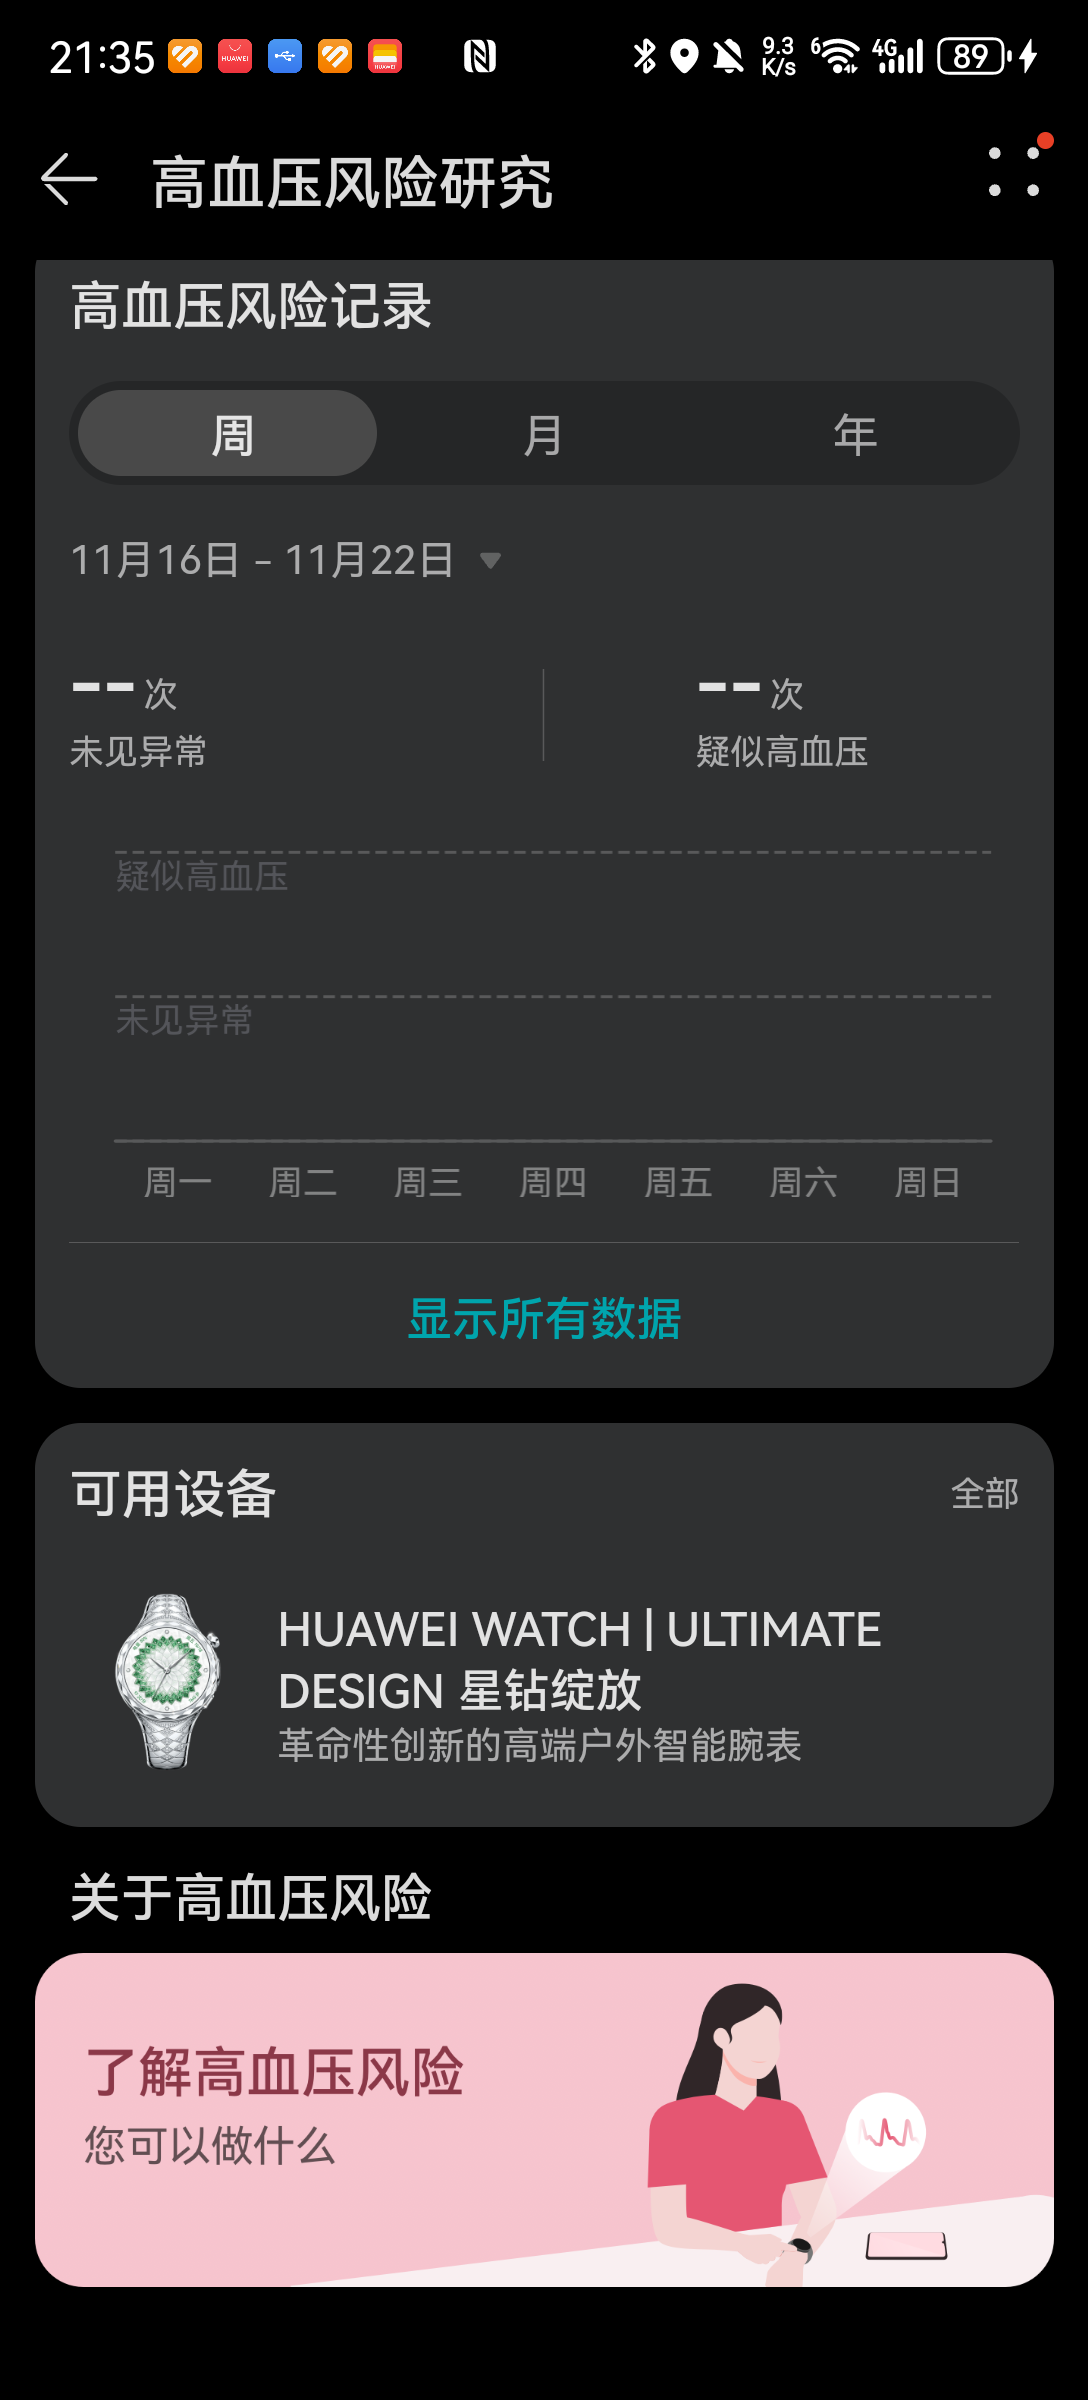 21:35
HUAWEI
HUAWEI
9.3
K/s
6
4G
89
高血压风险研究
高血压风险记录
周 月 年
11月16日 - 11月22日
-- 次
未见异常
-- 次
疑似高血压
疑似高血压
未见异常
周一 周二 周三 周四 周五 周六 周日
显示所有数据
可用设备
全部
HUAWEI WATCH | ULTIMATE
DESIGN 星钻绽放
革命性创新的高端户外智能腕表
关于高血压风险
了解高血压风险
您可以做什么